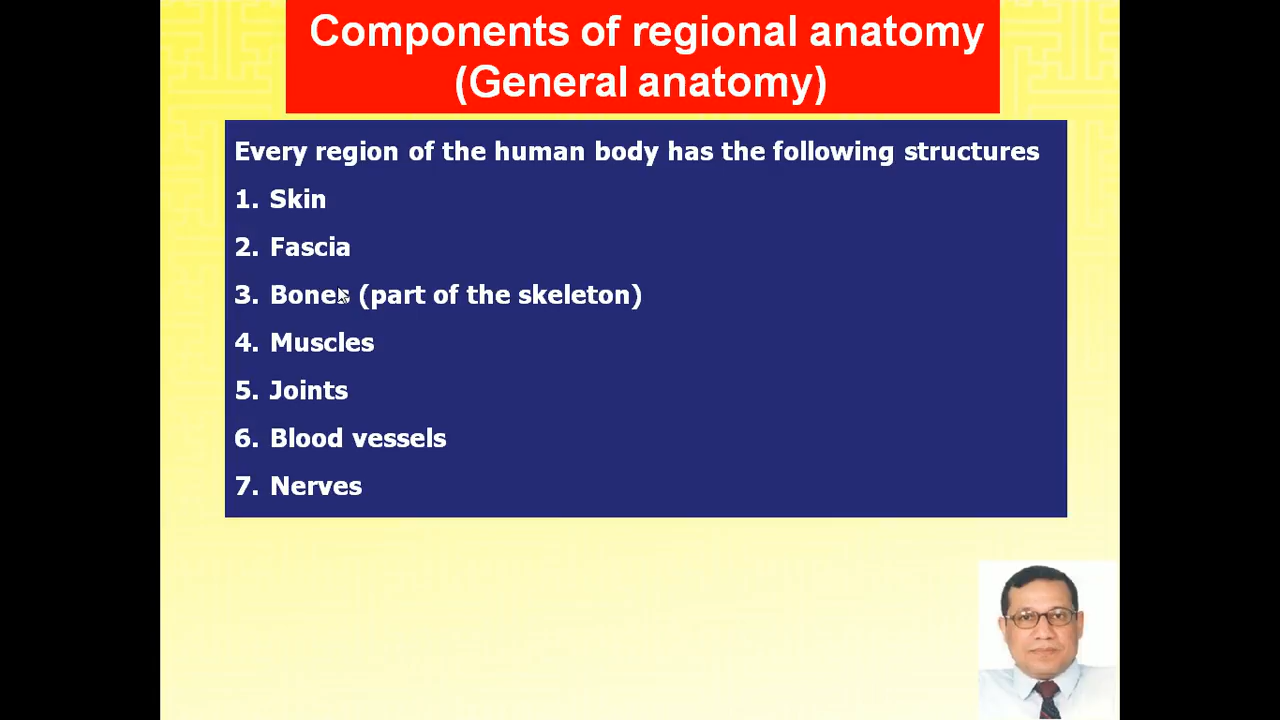 Components of regional anatomy
(General anatomy)
Every region of the human body has the following structures
1. Skin
2. Fascia
3. Bones (part of the skeleton)
4. Muscles
5. Joints
6. Blood vessels
7. Nerves